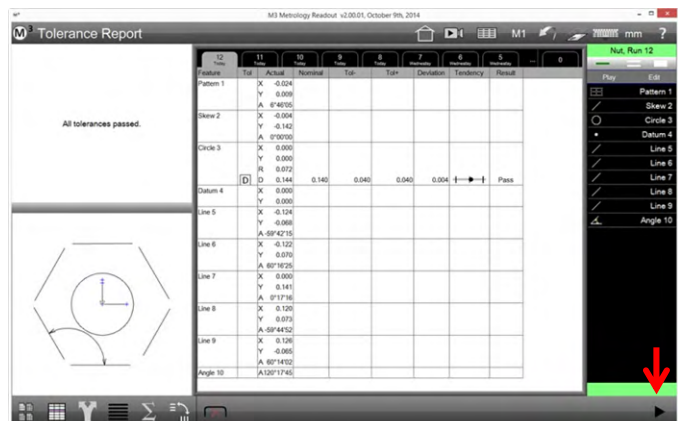 M3 Metrology Readout v2.00.01, October 9th, 2014
M3 Tolerance Report
M1 mm ?
All tolerances passed.
12 Today 11 Today 10 Today 9 Today 8 Today 7 Wednesday 6 Wednesday 5 Wednesday ... 0
Feature Tol Actual Nominal Tol- Tol+ Deviation Tendency Result
Pattern 1 X -0.024
Y 0.009
A 6°46'05
Skew 2 X -0.004
Y -0.142
A 0°00'00
Circle 3 X 0.000
Y 0.000
R 0.072
D D 0.144 0.140 0.040 0.040 0.004 Pass
Datum 4 X 0.000
Y 0.000
Line 5 X -0.124
Y -0.068
A -59°42'15
Line 6 X -0.122
Y 0.070
A 60°16'25
Line 7 X 0.000
Y 0.141
A 0°17'16
Line 8 X 0.120
Y 0.073
A -59°44'52
Line 9 X 0.126
Y -0.065
A 60°14'02
Angle 10 A 120°17'45
Nut, Run 12
Play Edit
Pattern 1
Skew 2
Circle 3
Datum 4
Line 5
Line 6
Line 7
Line 8
Line 9
Angle 10